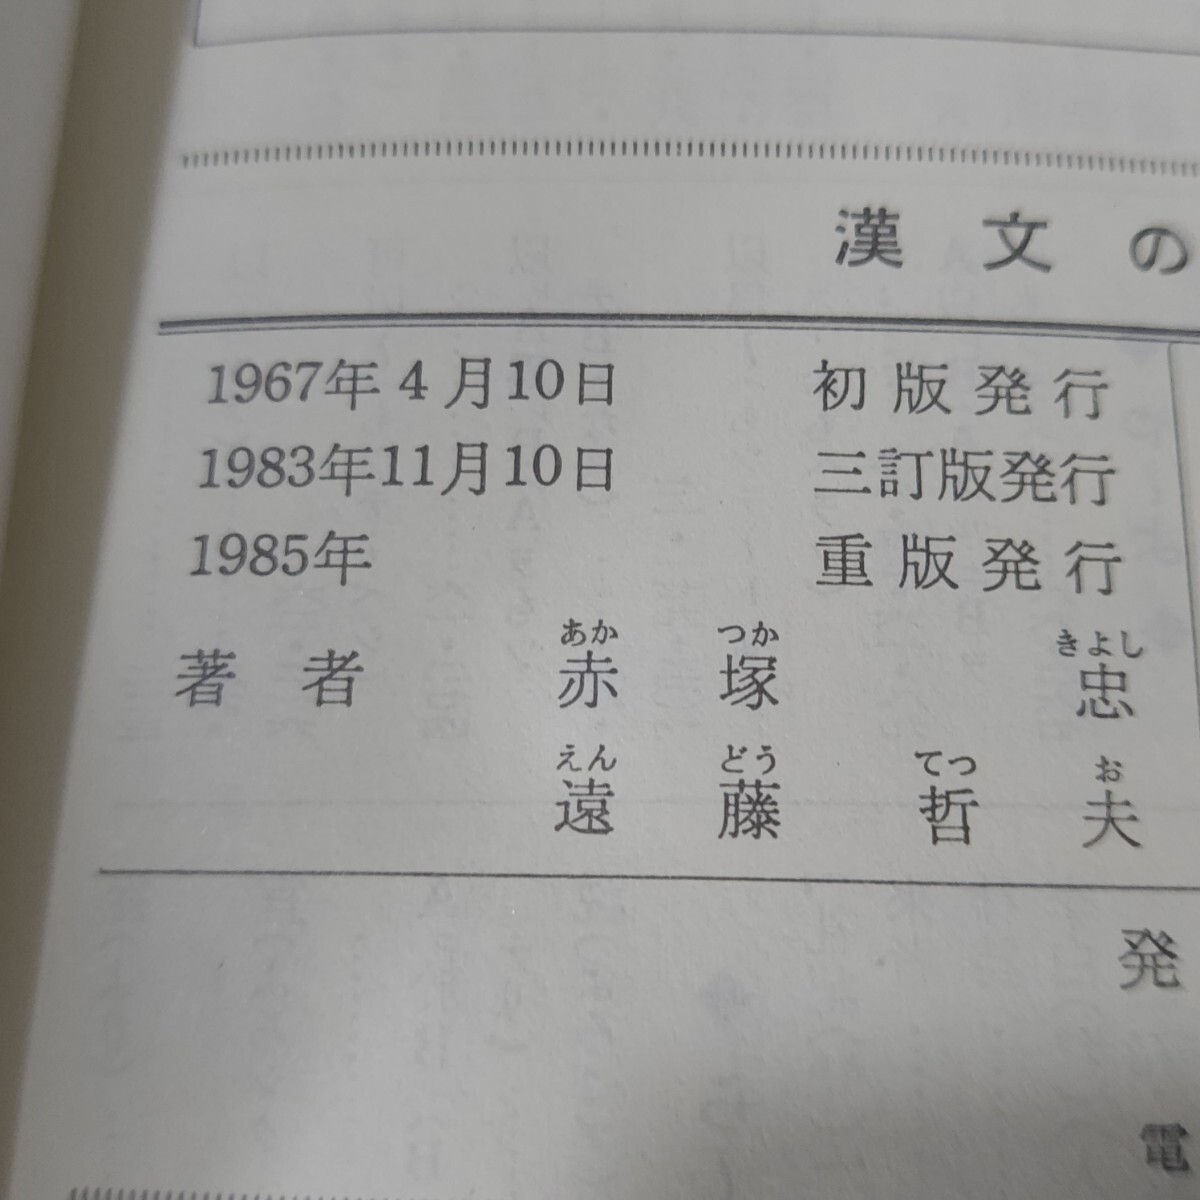 漢文の
1967年4月10日 初版発行
1983年11月10日 三訂版発行
1985年 重版発行
あか つか きよし
著者 赤塚 忠
えん どう てつ お
遠藤哲夫
発
電